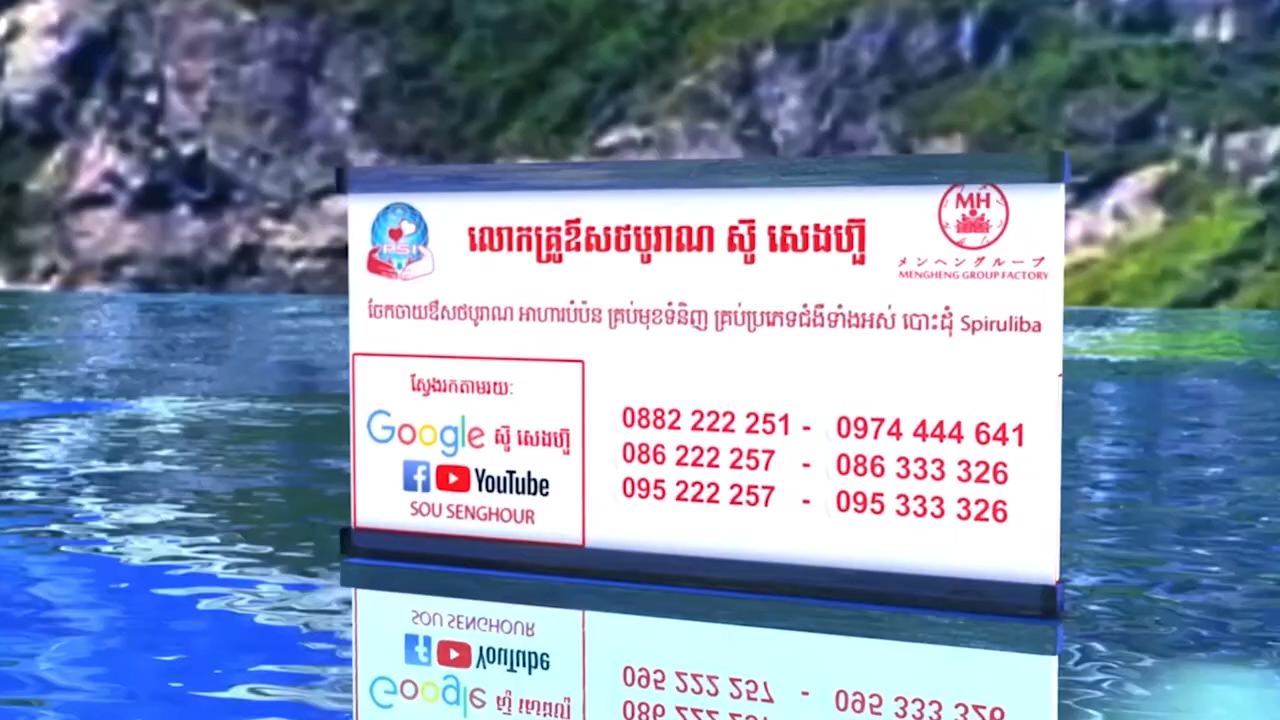 PSI
លោកគ្រូឱសថបូរាណ ស៊ូ សេងហ៊ួ
MH
メンヘングループ
MENGHENG GROUP FACTORY
ចែកចាយឱសថបូរាណ អាហារបំប៉ន គ្រប់មុខទំនិញ គ្រប់ប្រភេទជំងឺទាំងអស់ បោះដុំ Spiruliba
ស្វែងរកតាមរយៈ
Google ស៊ូ សេងហ៊ួ
YouTube
SOU SENGHOUR
0882 222 251 - 0974 444 641
086 222 257 - 086 333 326
095 222 257 - 095 333 326